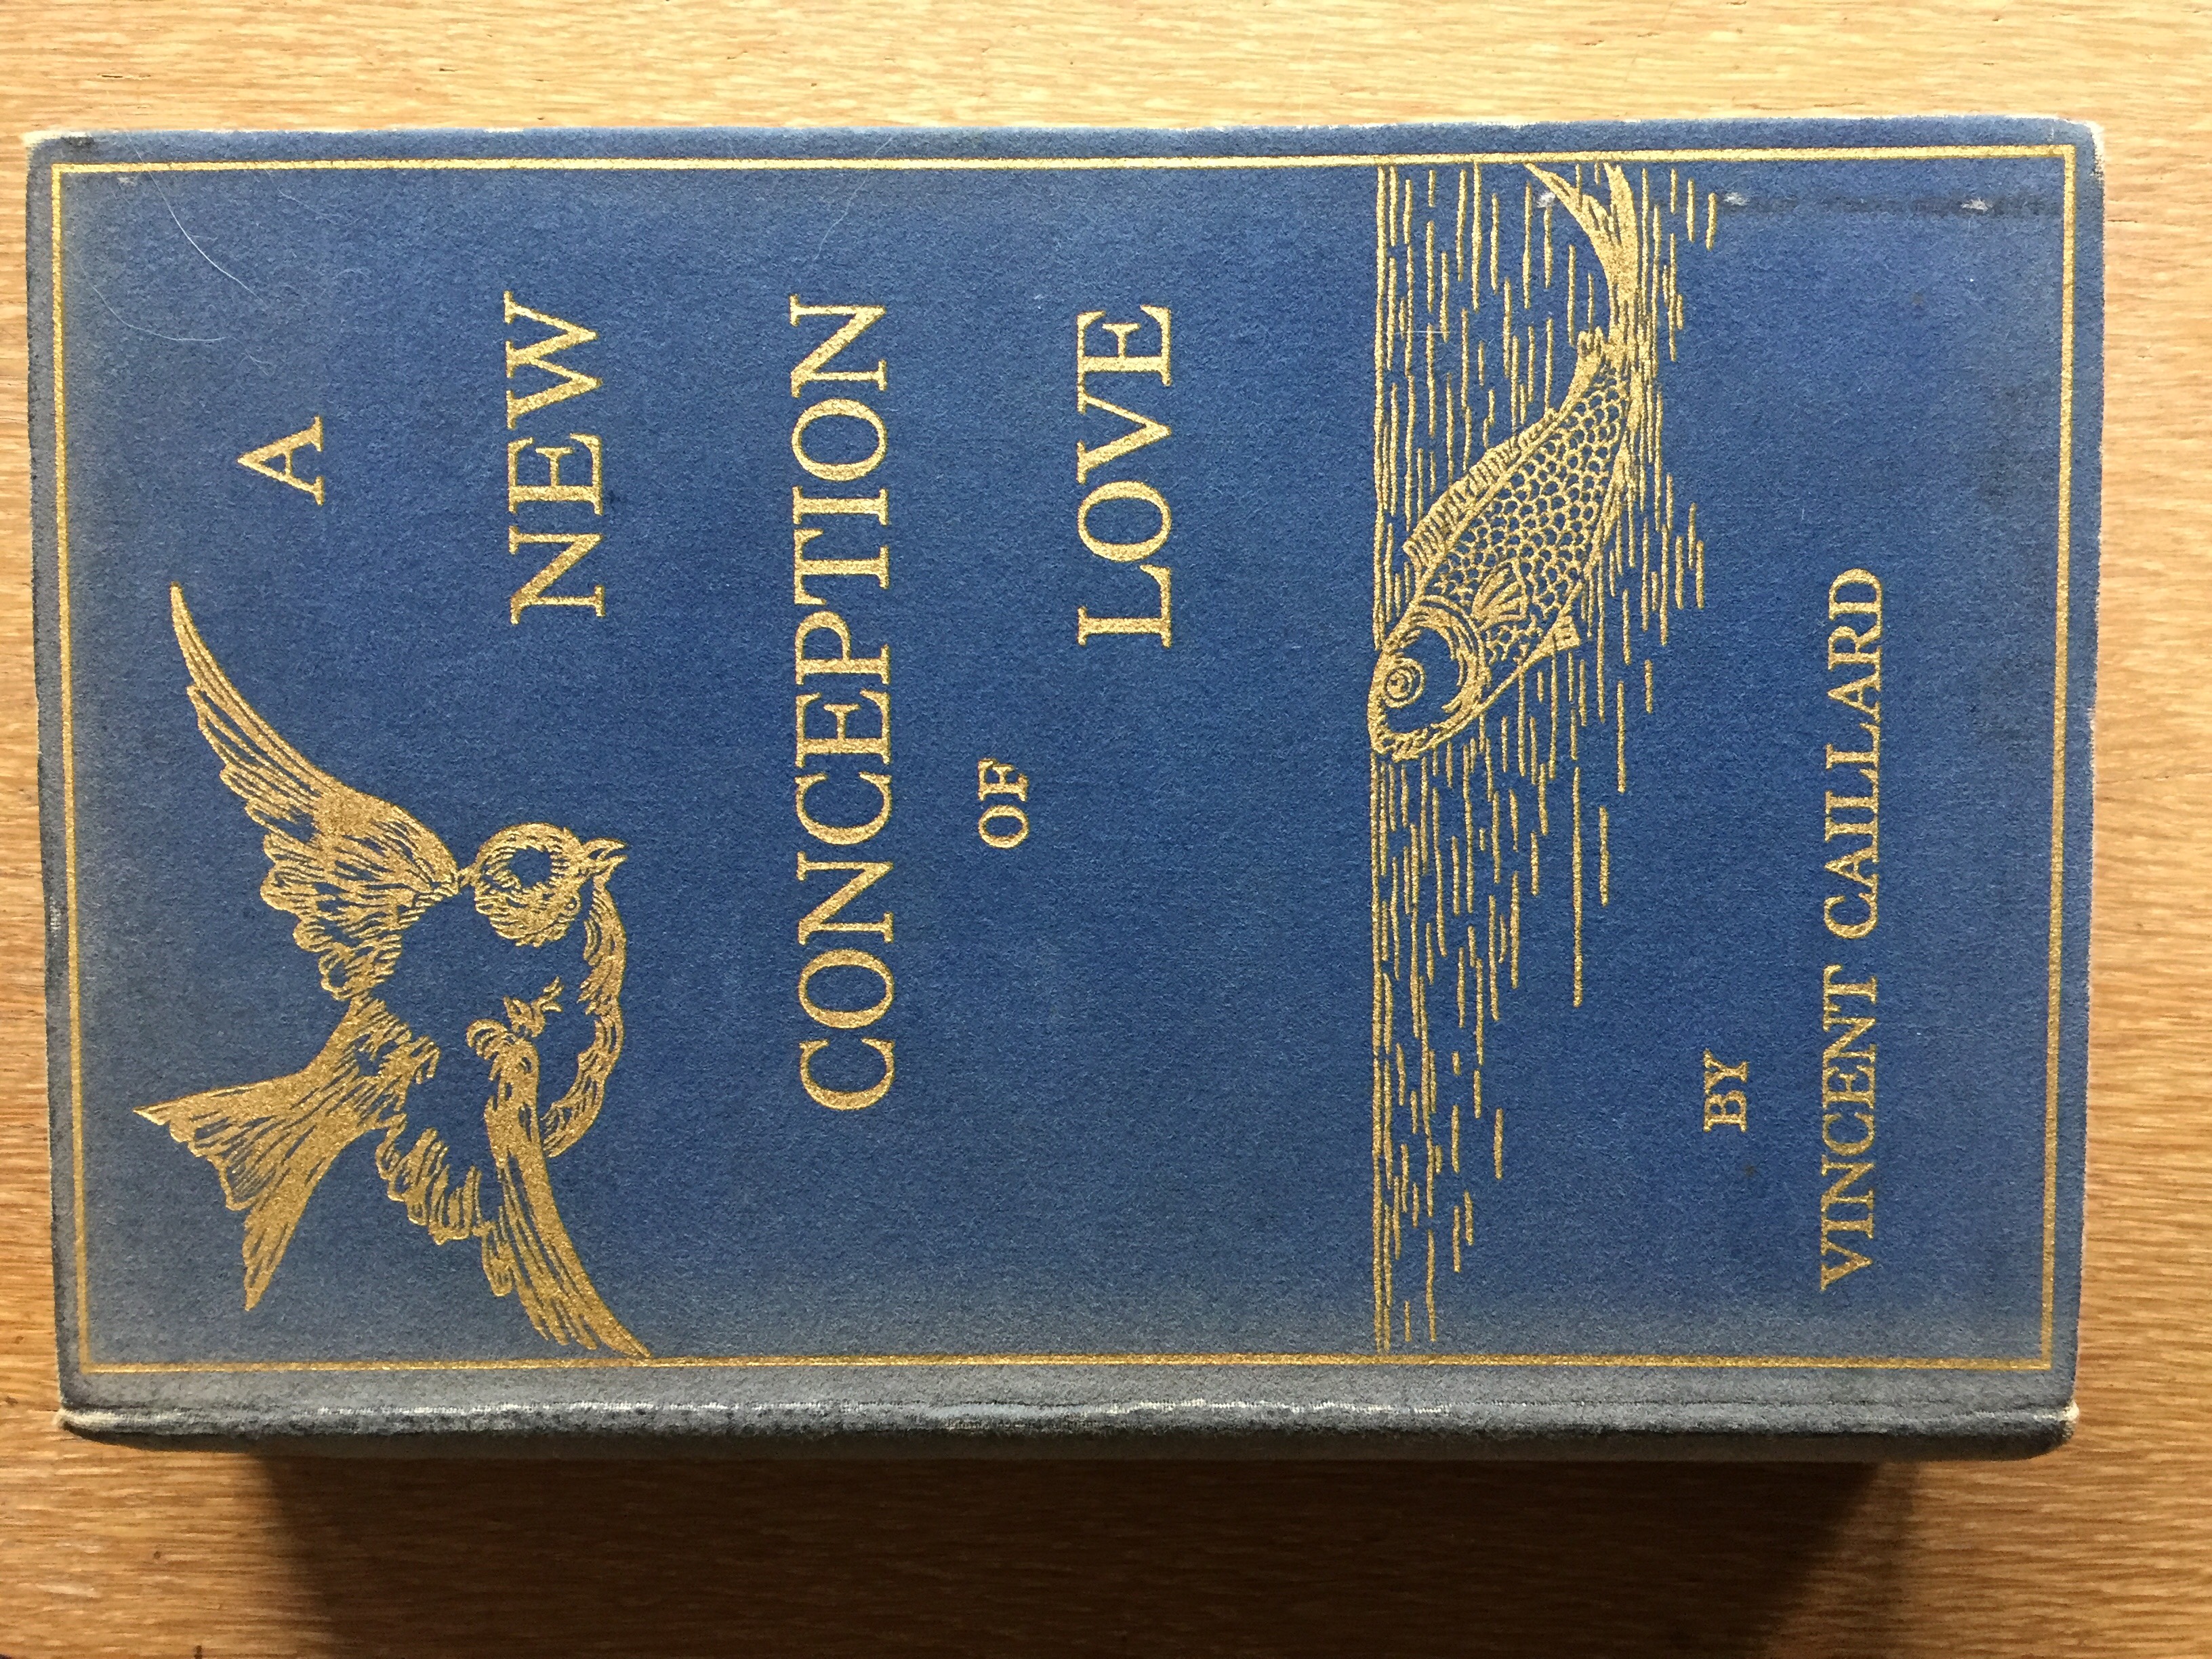 A
NEW
CONCEPTION
OF
LOVE
BY
VINCENT CAILLARD